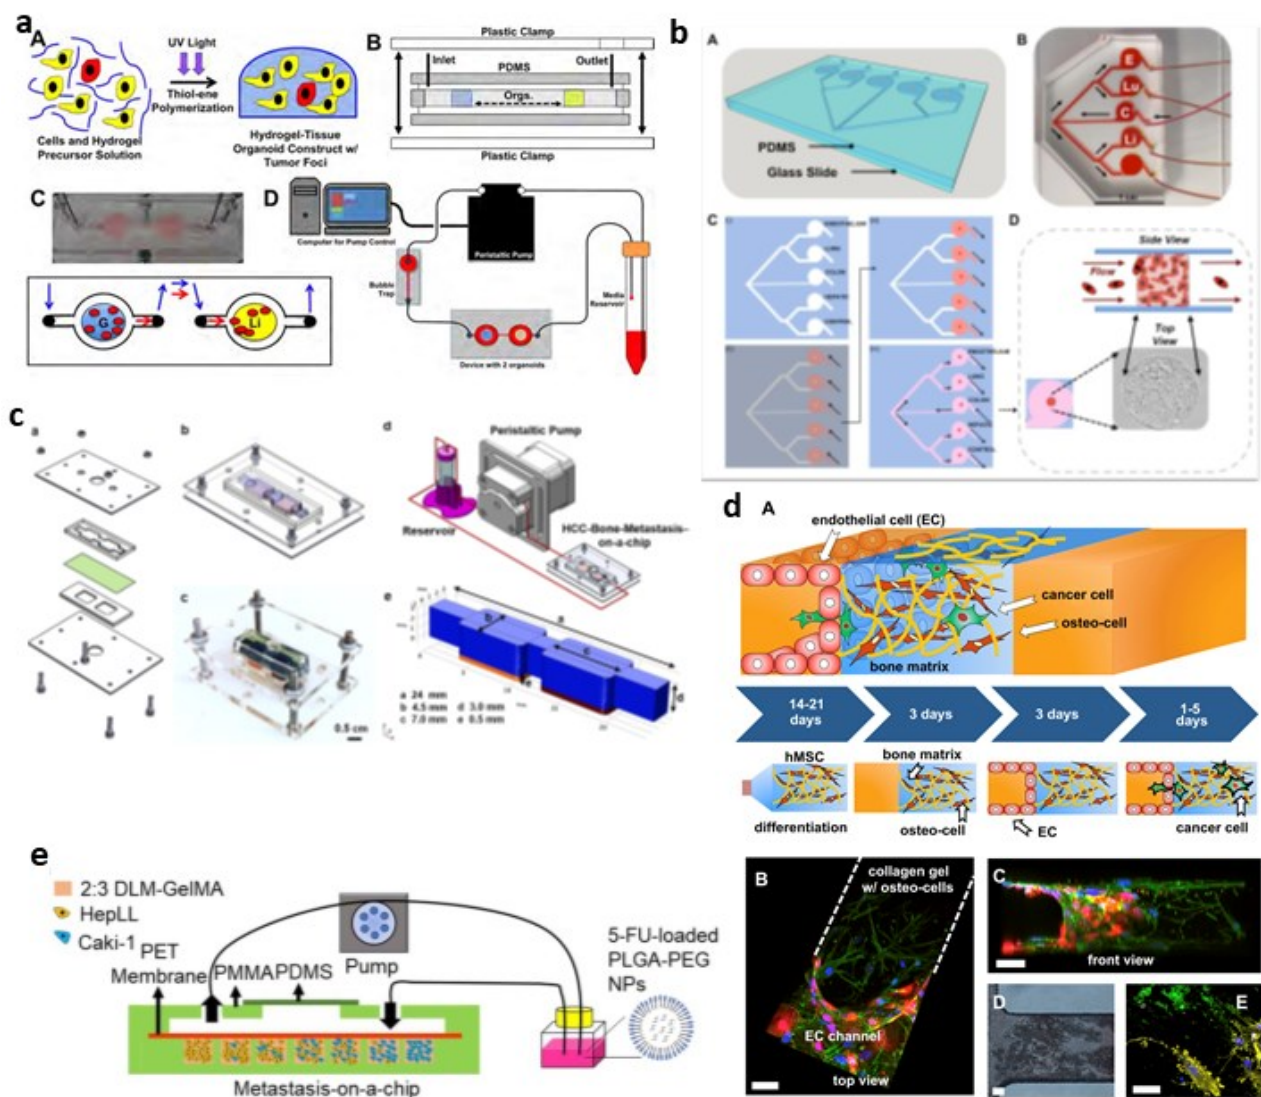 a
A
UV Light
Thiol-ene
Polymerization
Cells and Hydrogel
Precursor Solution
Hydrogel-Tissue
Organoid Construct w/
Tumor Foci
B
Plastic Clamp
Inlet
Outlet
PDMS
Orgs.
Plastic Clamp
C
G
Li
D
Computer for Pump Control
Peristaltic Pump
Bubble
Trap
Media
Reservoir
Device with 2 organoids
b
A
PDMS
Glass Slide
B
E
Lu
C
Li
C
D
Side View
Flow
Top
View
c
a
b
c
0.5 cm
d
Peristaltic Pump
Reservoir
HCC-Bone-Metastasis-
on-a-chip
e
a
b
c
d
e
a 24 mm
b 4.5 mm d 3.0 mm
c 7.0 mm e 0.5 mm
d
A
endothelial cell (EC)
cancer cell
osteo-cell
bone matrix
14-21
days
3 days
3 days
1-5
days
hMSC
differentiation
bone matrix
osteo-cell
EC
cancer cell
B
collagen gel
w/ osteo-cells
EC channel
top view
C
front view
D
E
e
2:3 DLM-GelMA
HepLL
Caki-1
PET
Membrane
PMMA
PDMS
Pump
5-FU-loaded
PLGA-PEG
NPs
Metastasis-on-a-chip